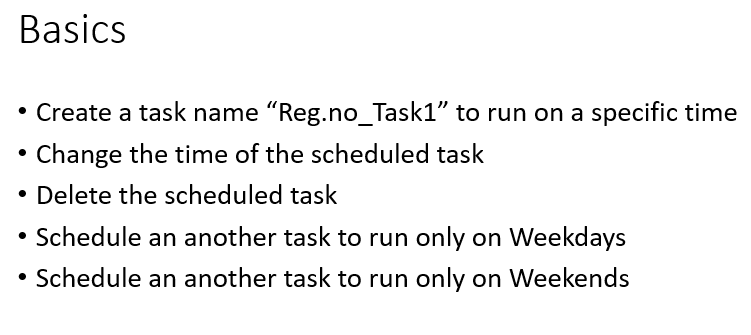 Basics
• Create a task name “Reg.no_Task1” to run on a specific time
• Change the time of the scheduled task
• Delete the scheduled task
• Schedule an another task to run only on Weekdays
• Schedule an another task to run only on Weekends